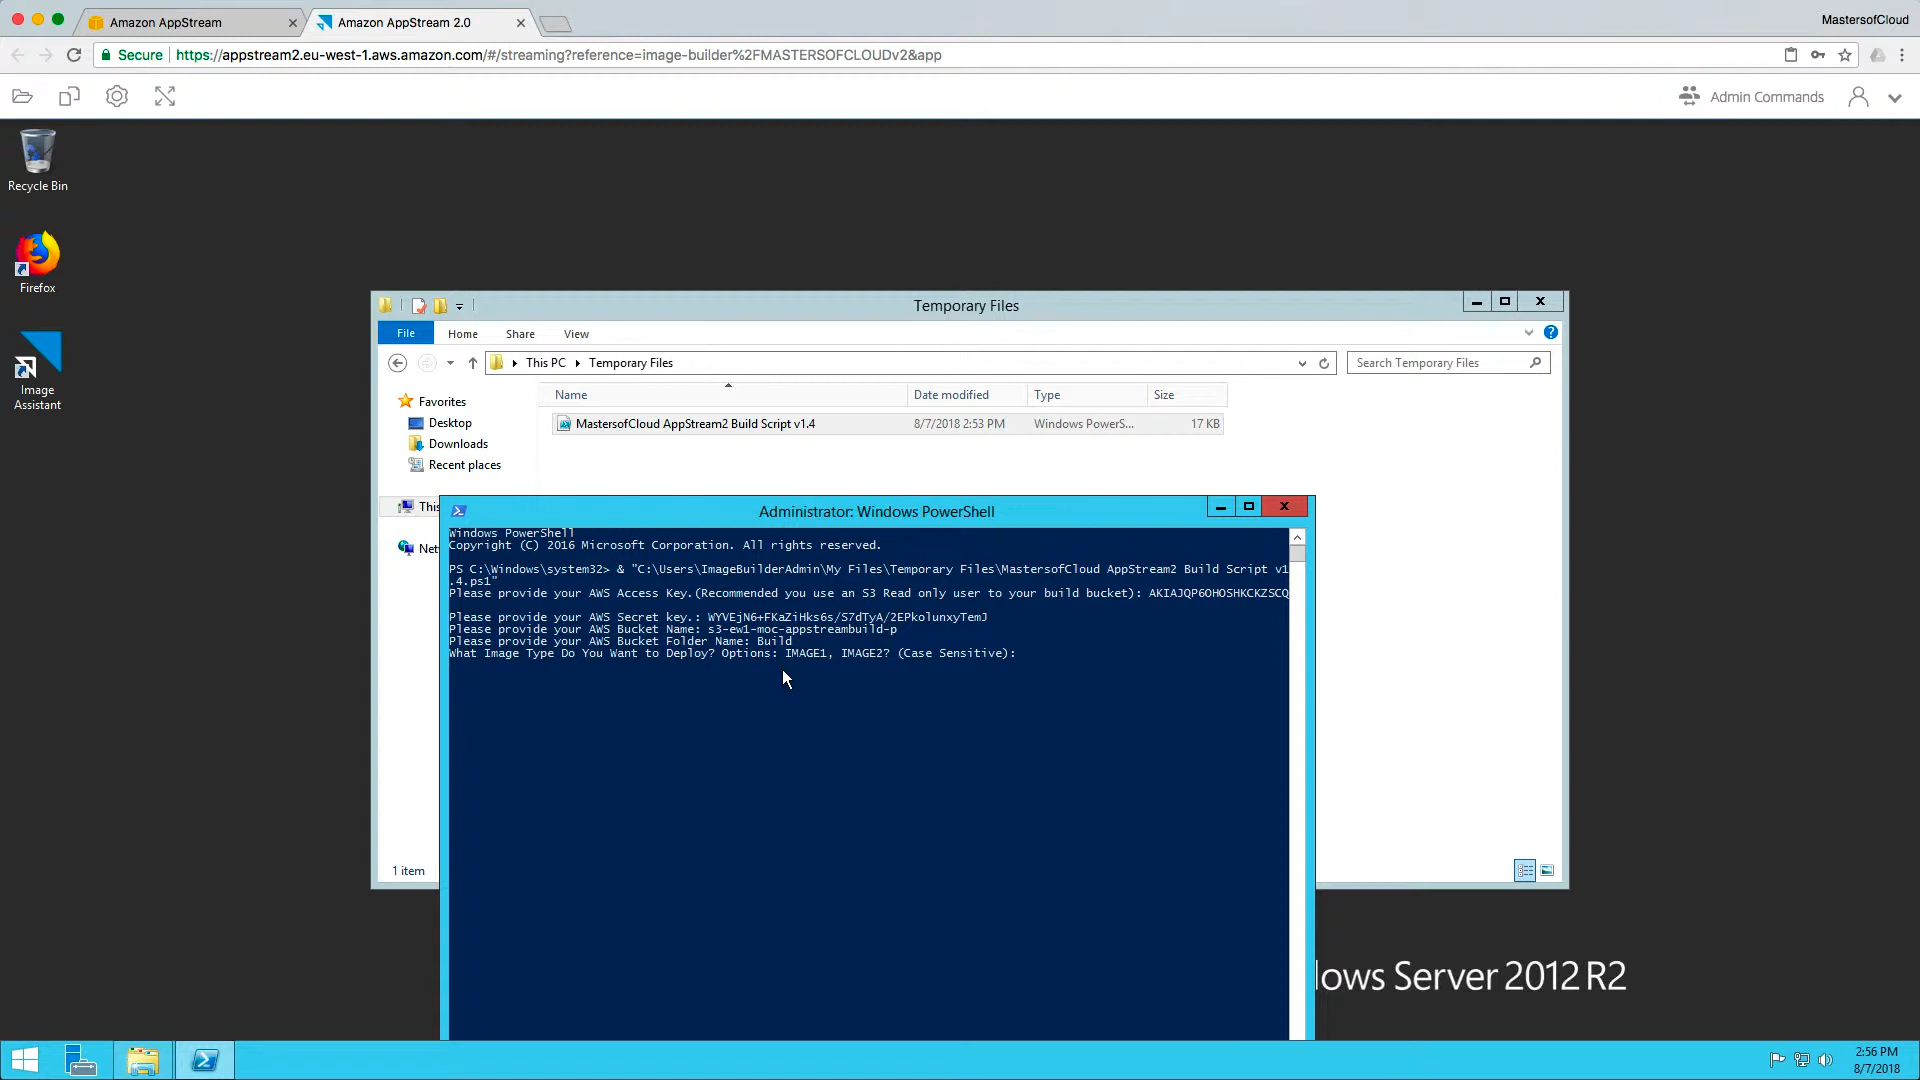 Amazon AppStream
Amazon AppStream 2.0
MastersofCloud
Secure
https://appstream2.eu-west-1.aws.amazon.com/#/streaming?reference=image-builder%2FMASTERSOFCLOUDv2&app
Admin Commands
Recycle Bin
Firefox
Image
Assistant
Temporary Files
File
Home
Share
View
This PC
Temporary Files
Search Temporary Files
Name
Date modified
Type
Size
Favorites
MastersofCloud AppStream2 Build Script v1.4
8/7/2018 2:53 PM
Windows PowerS...
17 KB
Desktop
Downloads
Recent places
This
Net
Administrator: Windows PowerShell
Windows PowerShell
Copyright (C) 2016 Microsoft Corporation. All rights reserved.
PS C:\Windows\system32> & "C:\Users\ImageBuilderAdmin\My Files\Temporary Files\MastersofCloud AppStream2 Build Script v1
.4.ps1"
Please provide your AWS Access Key.(Recommended you use an S3 Read only user to your build bucket): AKIAJQP6OHOSHKCKZSCQ
Please provide your AWS Secret key.: WYVEjN6+FKaZiHks6s/S7dTyA/2EPkolunxyTemJ
Please provide your AWS Bucket Name: s3-ew1-moc-appstreambuild-p
Please provide your AWS Bucket Folder Name: Build
What Image Type Do You Want to Deploy? Options: IMAGE1, IMAGE2? (Case Sensitive):
1 item
dows Server 2012 R2
2:56 PM
8/7/2018